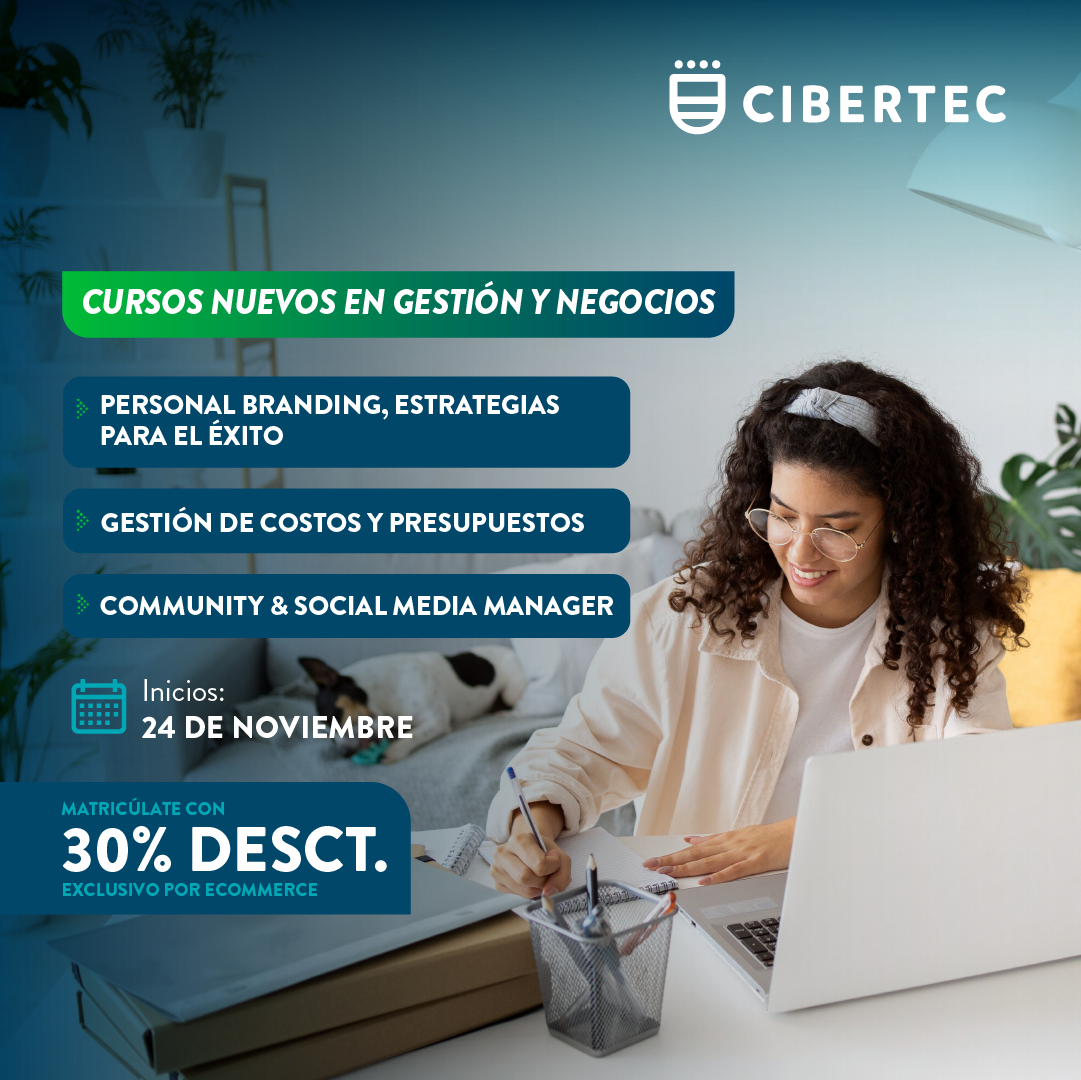 CIBERTEC
CURSOS NUEVOS EN GESTIÓN Y NEGOCIOS
PERSONAL BRANDING, ESTRATEGIAS
PARA EL ÉXITO
GESTIÓN DE COSTOS Y PRESUPUESTOS
COMMUNITY & SOCIAL MEDIA MANAGER
Inicios:
24 DE NOVIEMBRE
MATRICÚLATE CON
30% DESCT.
EXCLUSIVO POR ECOMMERCE